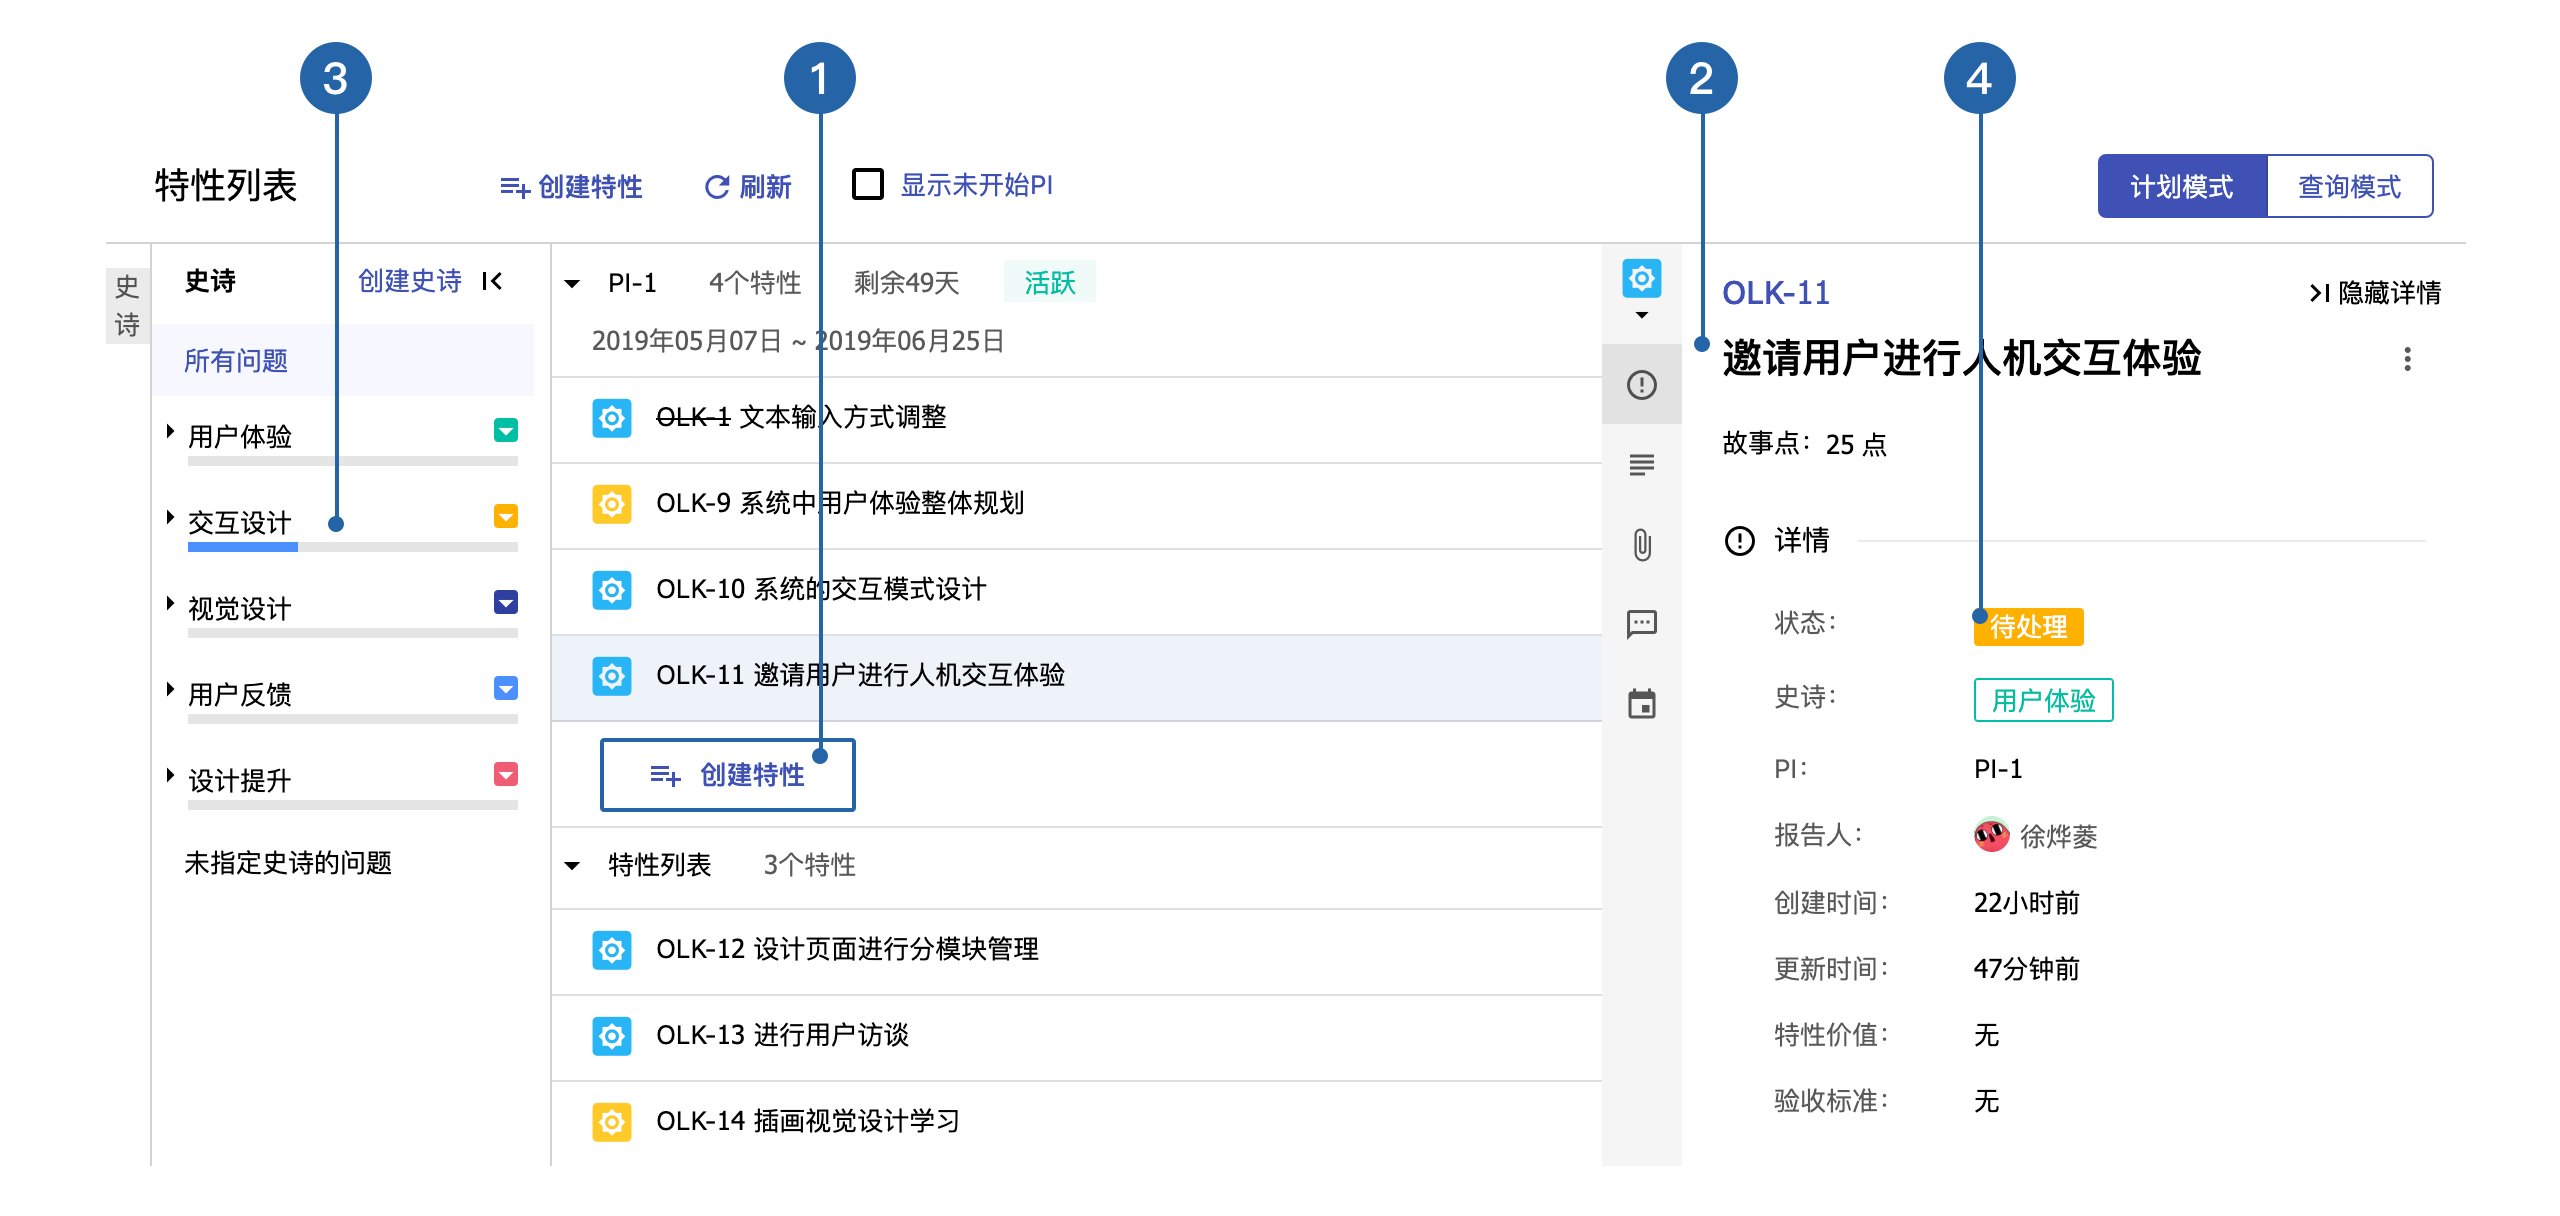 3
1
2
4
特性列表
创建特性
刷新
显示未开始PI
计划模式
查询模式
史诗
史诗
创建史诗
所有问题
用户体验
交互设计
视觉设计
用户反馈
设计提升
未指定史诗的问题
PI-1 4个特性 剩余49天 活跃
2019年05月07日 ~ 2019年06月25日
OLK-1 文本输入方式调整
OLK-9 系统中用户体验整体规划
OLK-10 系统的交互模式设计
OLK-11 邀请用户进行人机交互体验
创建特性
特性列表 3个特性
OLK-12 设计页面进行分模块管理
OLK-13 进行用户访谈
OLK-14 插画视觉设计学习
OLK-11
隐藏详情
邀请用户进行人机交互体验
故事点：25 点
详情
状态： 待处理
史诗： 用户体验
PI： PI-1
报告人： 徐烨菱
创建时间： 22小时前
更新时间： 47分钟前
特性价值： 无
验收标准： 无